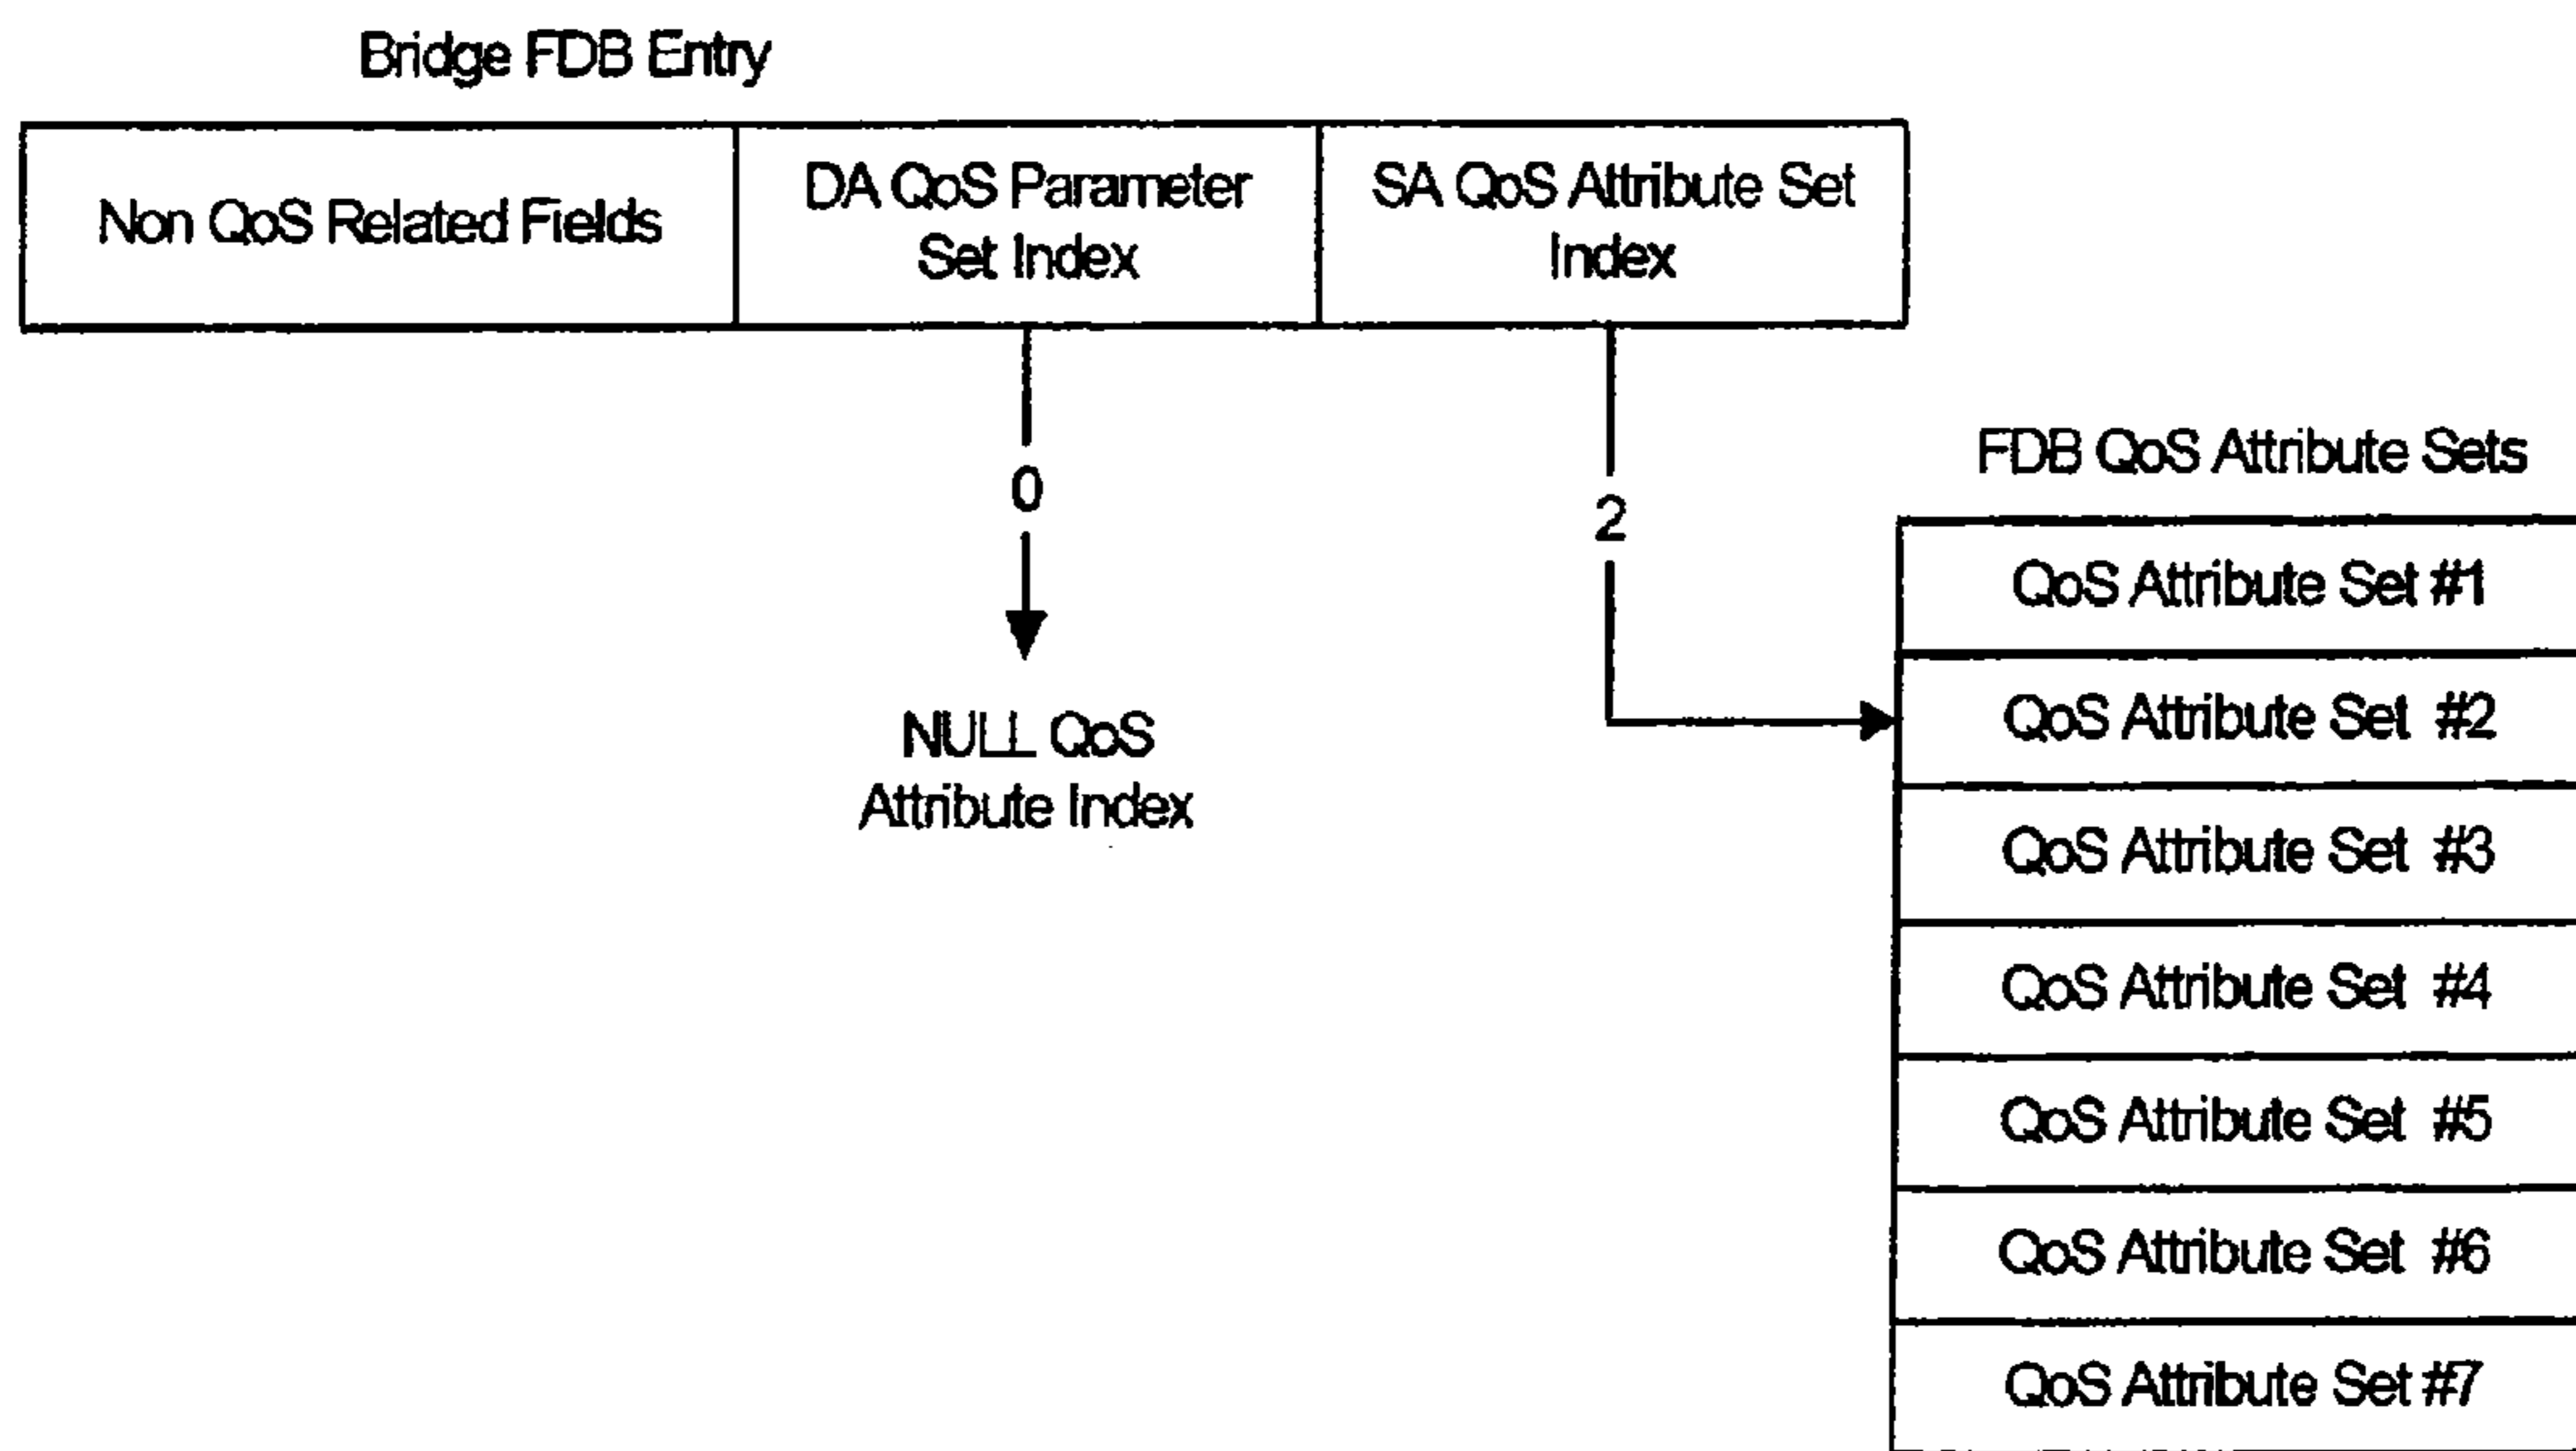 Bridge FDB Entry
Non QoS Related Fields
DA QoS Parameter
Set Index
SA QoS Attribute Set
Index
0
2
NULL QoS
Attribute Index
FDB QoS Attribute Sets
QoS Attribute Set #1
QoS Attribute Set #2
QoS Attribute Set #3
QoS Attribute Set #4
QoS Attribute Set #5
QoS Attribute Set #6
QoS Attribute Set #7